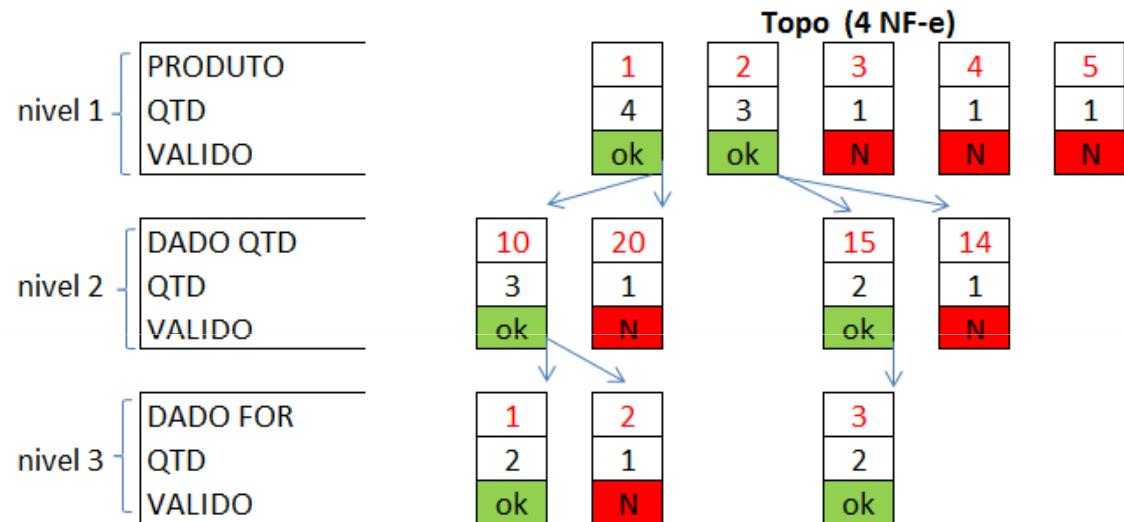 Topo (4 NF-e)
nivel 1
PRODUTO 1 2 3 4 5
QTD 4 3 1 1 1
VALIDO ok ok N N N
nivel 2
DADO QTD 10 20 15 14
QTD 3 1 2 1
VALIDO ok N ok N
nivel 3
DADO FOR 1 2 3
QTD 2 1 2
VALIDO ok N ok